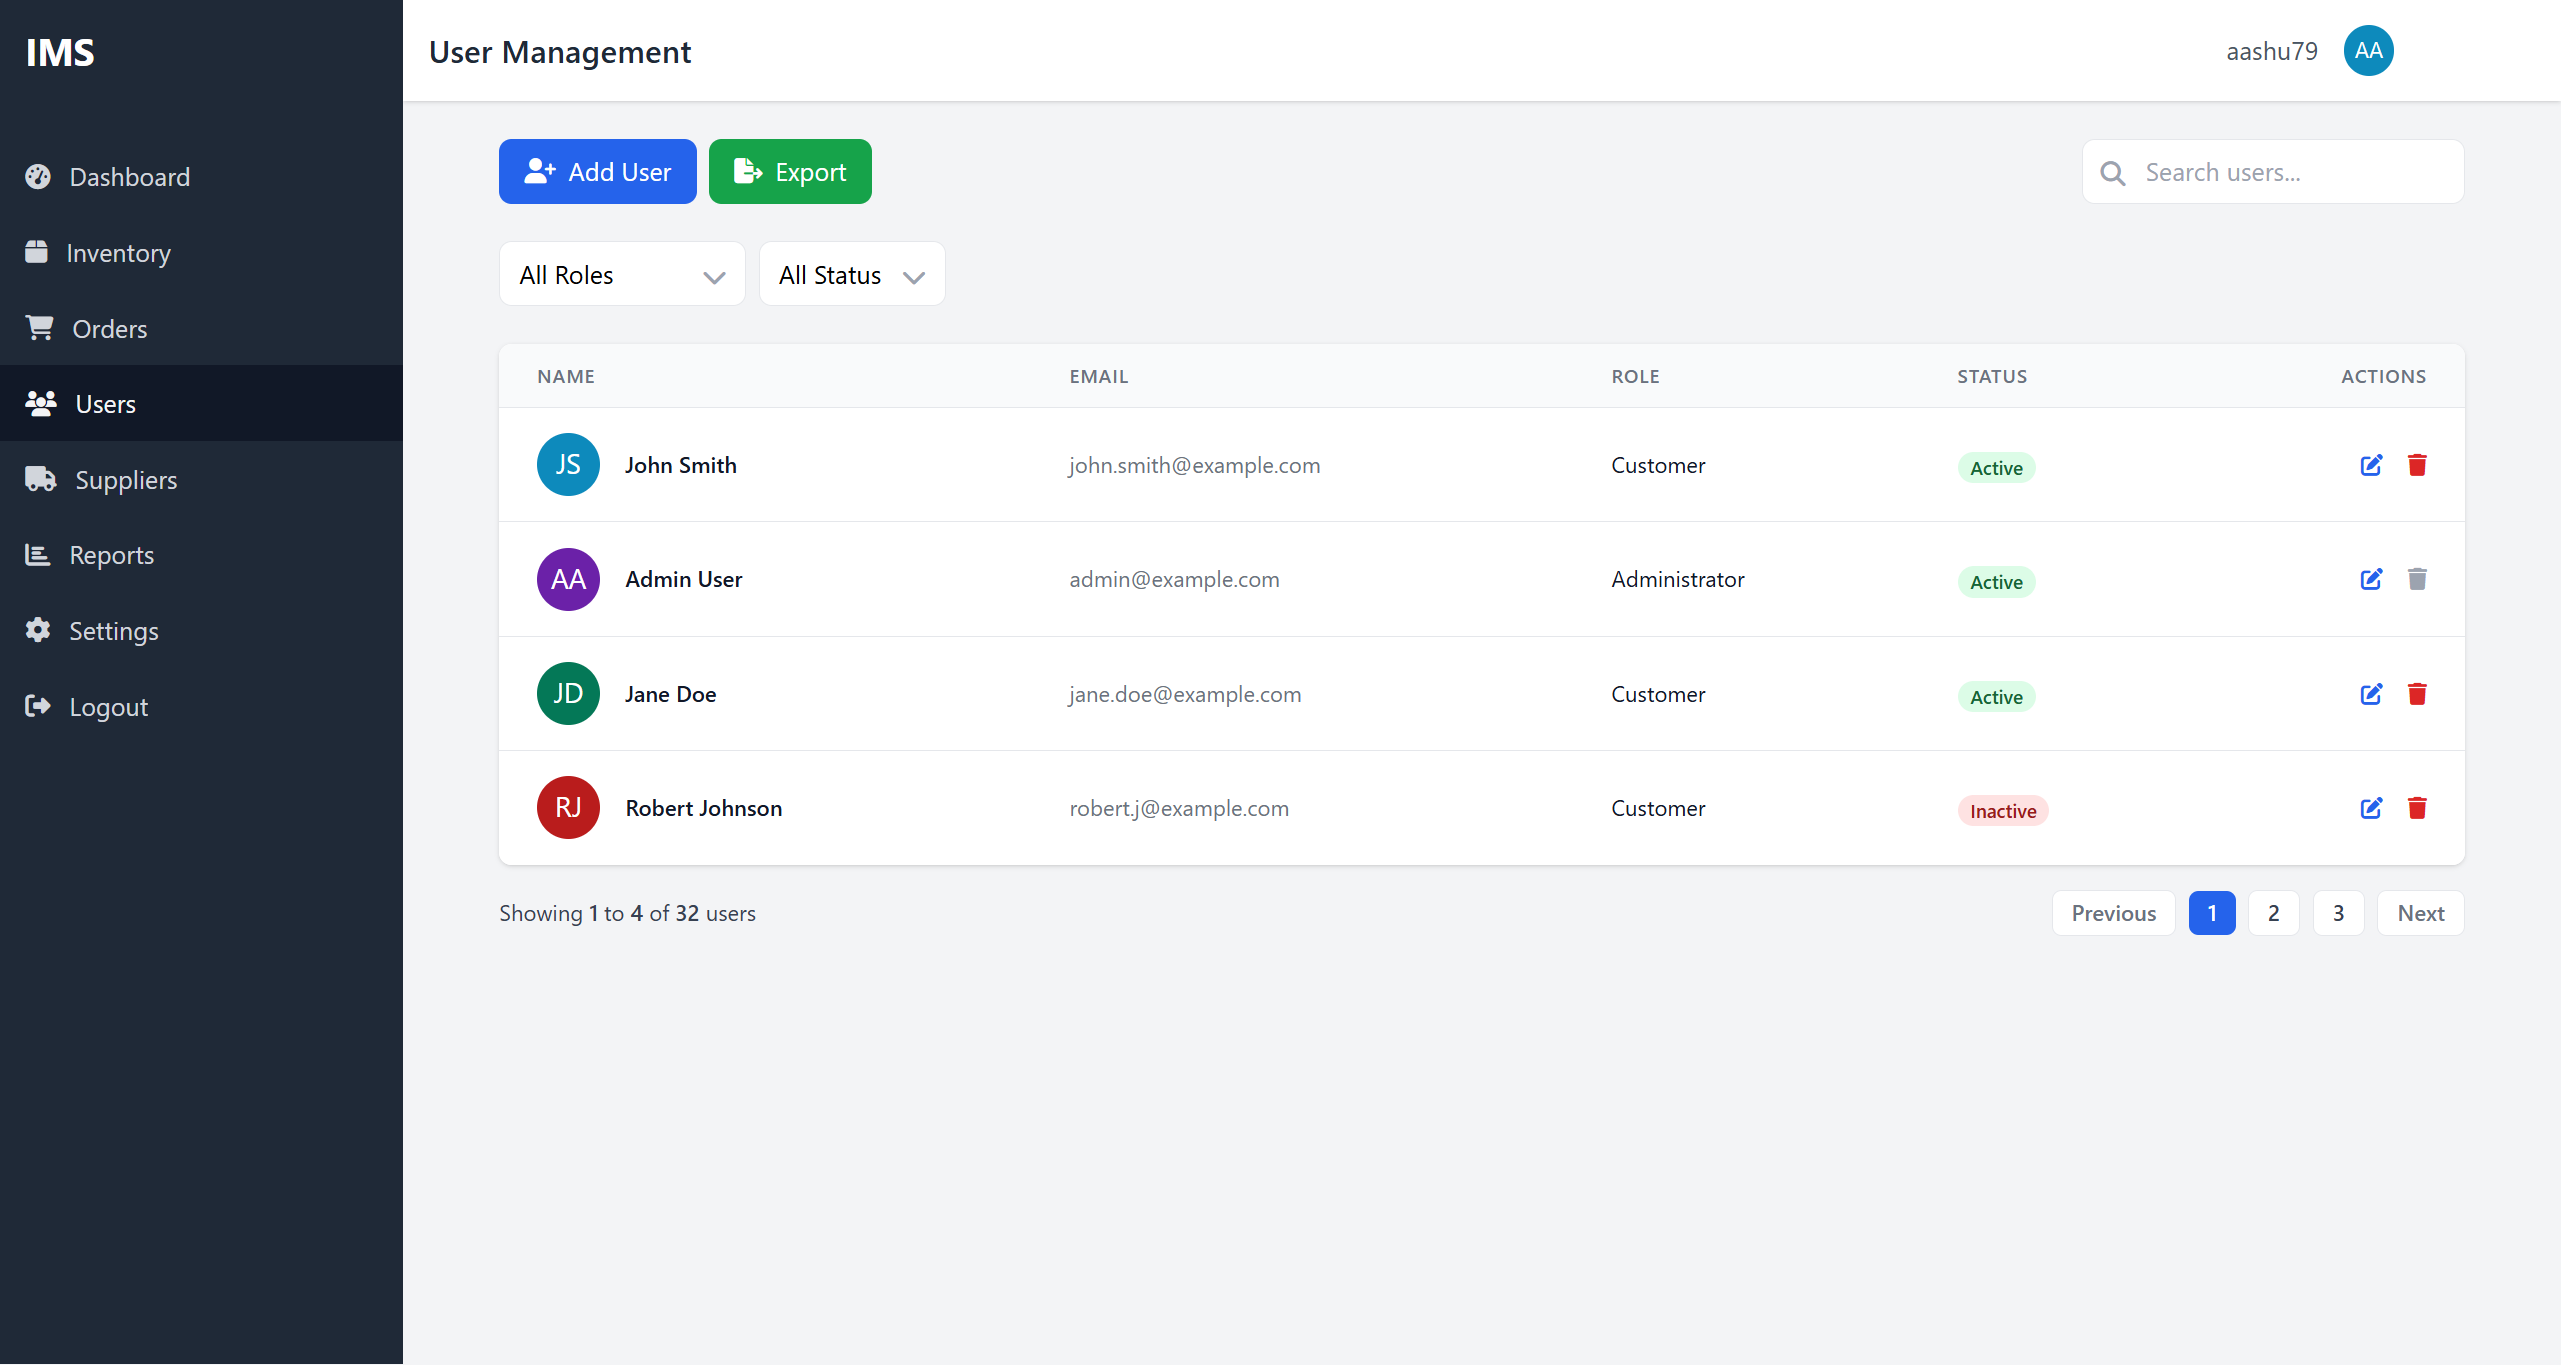 IMS
Dashboard
Inventory
Orders
Users
Suppliers
Reports
Settings
Logout
User Management
aashu79 AA
Add User Export Search users...
All Roles All Status
NAME EMAIL ROLE STATUS ACTIONS
JS John Smith john.smith@example.com Customer Active
AA Admin User admin@example.com Administrator Active
JD Jane Doe jane.doe@example.com Customer Active
RJ Robert Johnson robert.j@example.com Customer Inactive
Showing 1 to 4 of 32 users Previous 1 2 3 Next